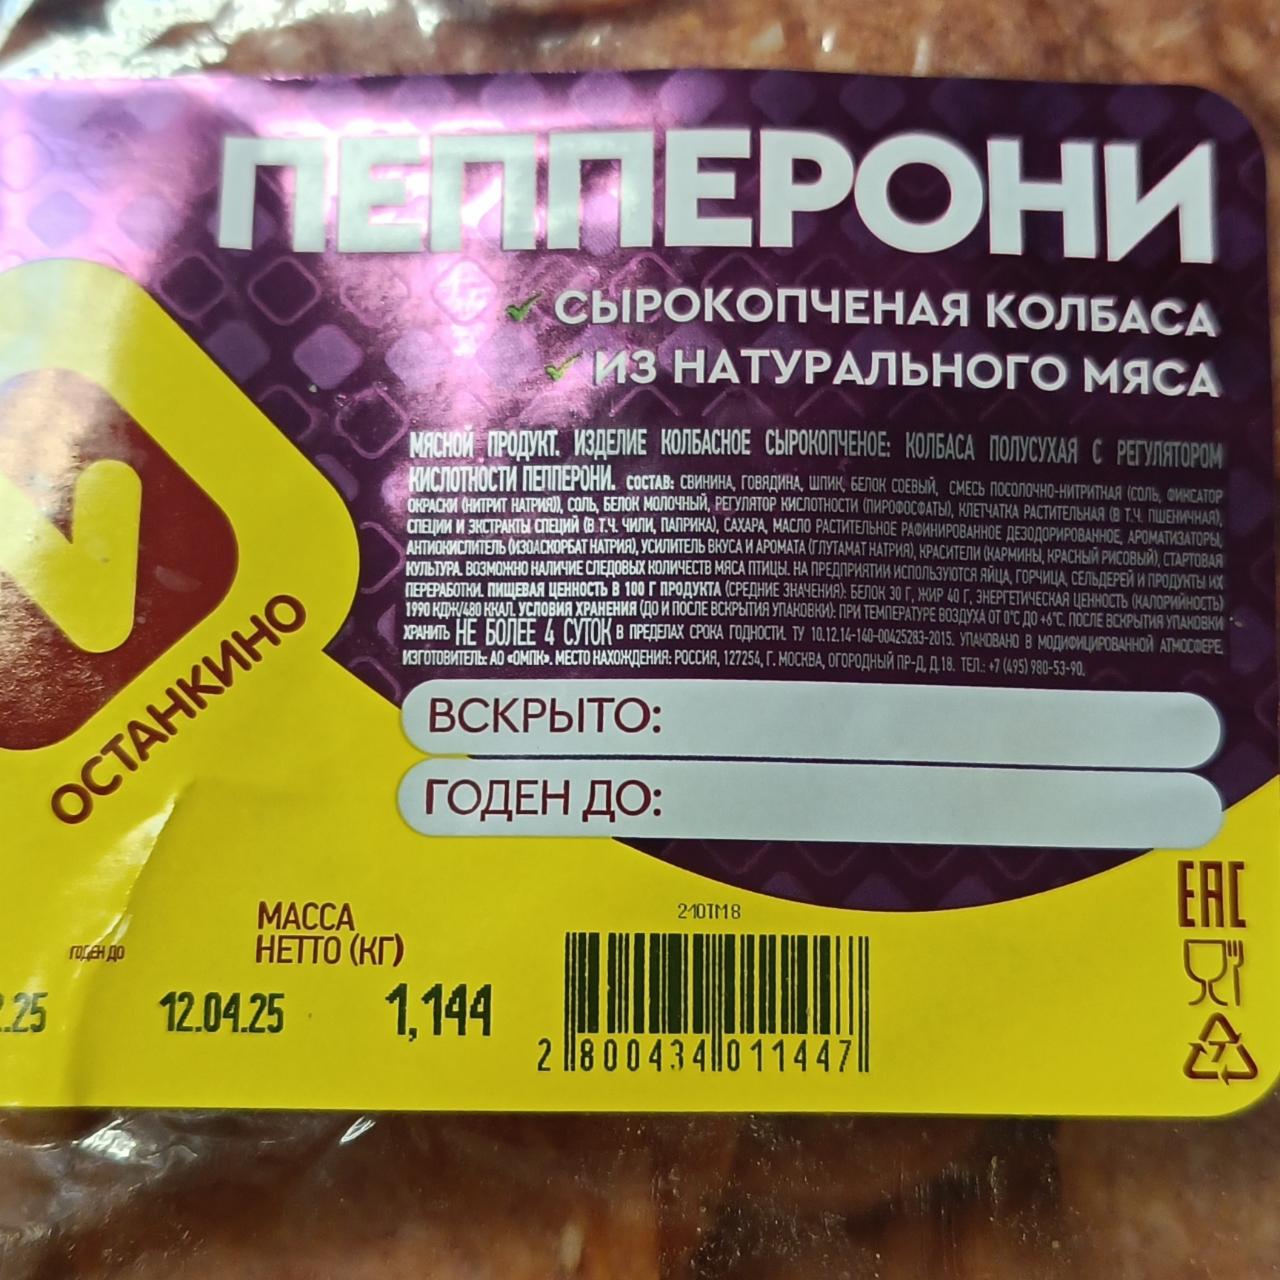 ПЕППЕРОНИ
СЫРОКОПЧЕНАЯ КОЛБАСА
ИЗ НАТУРАЛЬНОГО МЯСА
МЯСНОЙ ПРОДУКТ. ИЗДЕЛИЕ КОЛБАСНОЕ СЫРОКОПЧЕНОЕ: КОЛБАСА ПОЛУСУХАЯ С РЕГУЛЯТОРОМ
КИСЛОТНОСТИ ПЕППЕРОНИ. СОСТАВ: СВИНИНА, ГОВЯДИНА, ШПИК, БЕЛОК СОЕВЫЙ, СМЕСЬ ПОСОЛОЧНО-НИТРИТНАЯ (СОЛЬ, ФИКСАТОР
ОКРАСКИ (НИТРИТ НАТРИЯ)), СОЛЬ, БЕЛОК МОЛОЧНЫЙ, РЕГУЛЯТОР КИСЛОТНОСТИ (ПИРОФОСФАТЫ), КЛЕТЧАТКА РАСТИТЕЛЬНАЯ (В Т.Ч. ПШЕНИЧНАЯ),
СПЕЦИИ И ЭКСТРАКТЫ СПЕЦИЙ (В Т.Ч. ЧИЛИ, ПАПРИКА), САХАРА, МАСЛО РАСТИТЕЛЬНОЕ РАФИНИРОВАННОЕ ДЕЗОДОРИРОВАННОЕ, АРОМАТИЗАТОРЫ,
АНТИОКИСЛИТЕЛЬ (ИЗОАСКОРБАТ НАТРИЯ), УСИЛИТЕЛЬ ВКУСА И АРОМАТА (ГЛУТАМАТ НАТРИЯ), КРАСИТЕЛИ (КАРМИНЫ, КРАСНЫЙ РИСОВЫЙ), СТАРТОВАЯ
КУЛЬТУРА. ВОЗМОЖНО НАЛИЧИЕ СЛЕДОВЫХ КОЛИЧЕСТВ МЯСА ПТИЦЫ. НА ПРЕДПРИЯТИИ ИСПОЛЬЗУЮТСЯ ЯЙЦА, ГОРЧИЦА, СЕЛЬДЕРЕЙ И ПРОДУКТЫ ИХ
ПЕРЕРАБОТКИ. ПИЩЕВАЯ ЦЕННОСТЬ В 100 Г ПРОДУКТА (СРЕДНИЕ ЗНАЧЕНИЯ): БЕЛОК 30 Г, ЖИР 40 Г, ЭНЕРГЕТИЧЕСКАЯ ЦЕННОСТЬ (КАЛОРИЙНОСТЬ)
1990 КДЖ/480 ККАЛ. УСЛОВИЯ ХРАНЕНИЯ (ДО И ПОСЛЕ ВСКРЫТИЯ УПАКОВКИ): ПРИ ТЕМПЕРАТУРЕ ВОЗДУХА ОТ 0°С ДО +6°С. ПОСЛЕ ВСКРЫТИЯ УПАКОВКИ
ХРАНИТЬ НЕ БОЛЕЕ 4 СУТОК В ПРЕДЕЛАХ СРОКА ГОДНОСТИ. ТУ 10.12.14-140-00425283-2015. УПАКОВАНО В МОДИФИЦИРОВАННОЙ АТМОСФЕРЕ.
ИЗГОТОВИТЕЛЬ: АО «ОМПК». МЕСТО НАХОЖДЕНИЯ: РОССИЯ, 127254, Г. МОСКВА, ОГОРОДНЫЙ ПР-Д, Д.18. ТЕЛ.: +7 (495) 980-53-90.
ОСТАНКИНО
ВСКРЫТО:
ГОДЕН ДО:
EAC
МАССА
НЕТТО (КГ)
ГОДЕН ДО
.25 12.04.25 1,144
210TM8
2 800434 011447
7